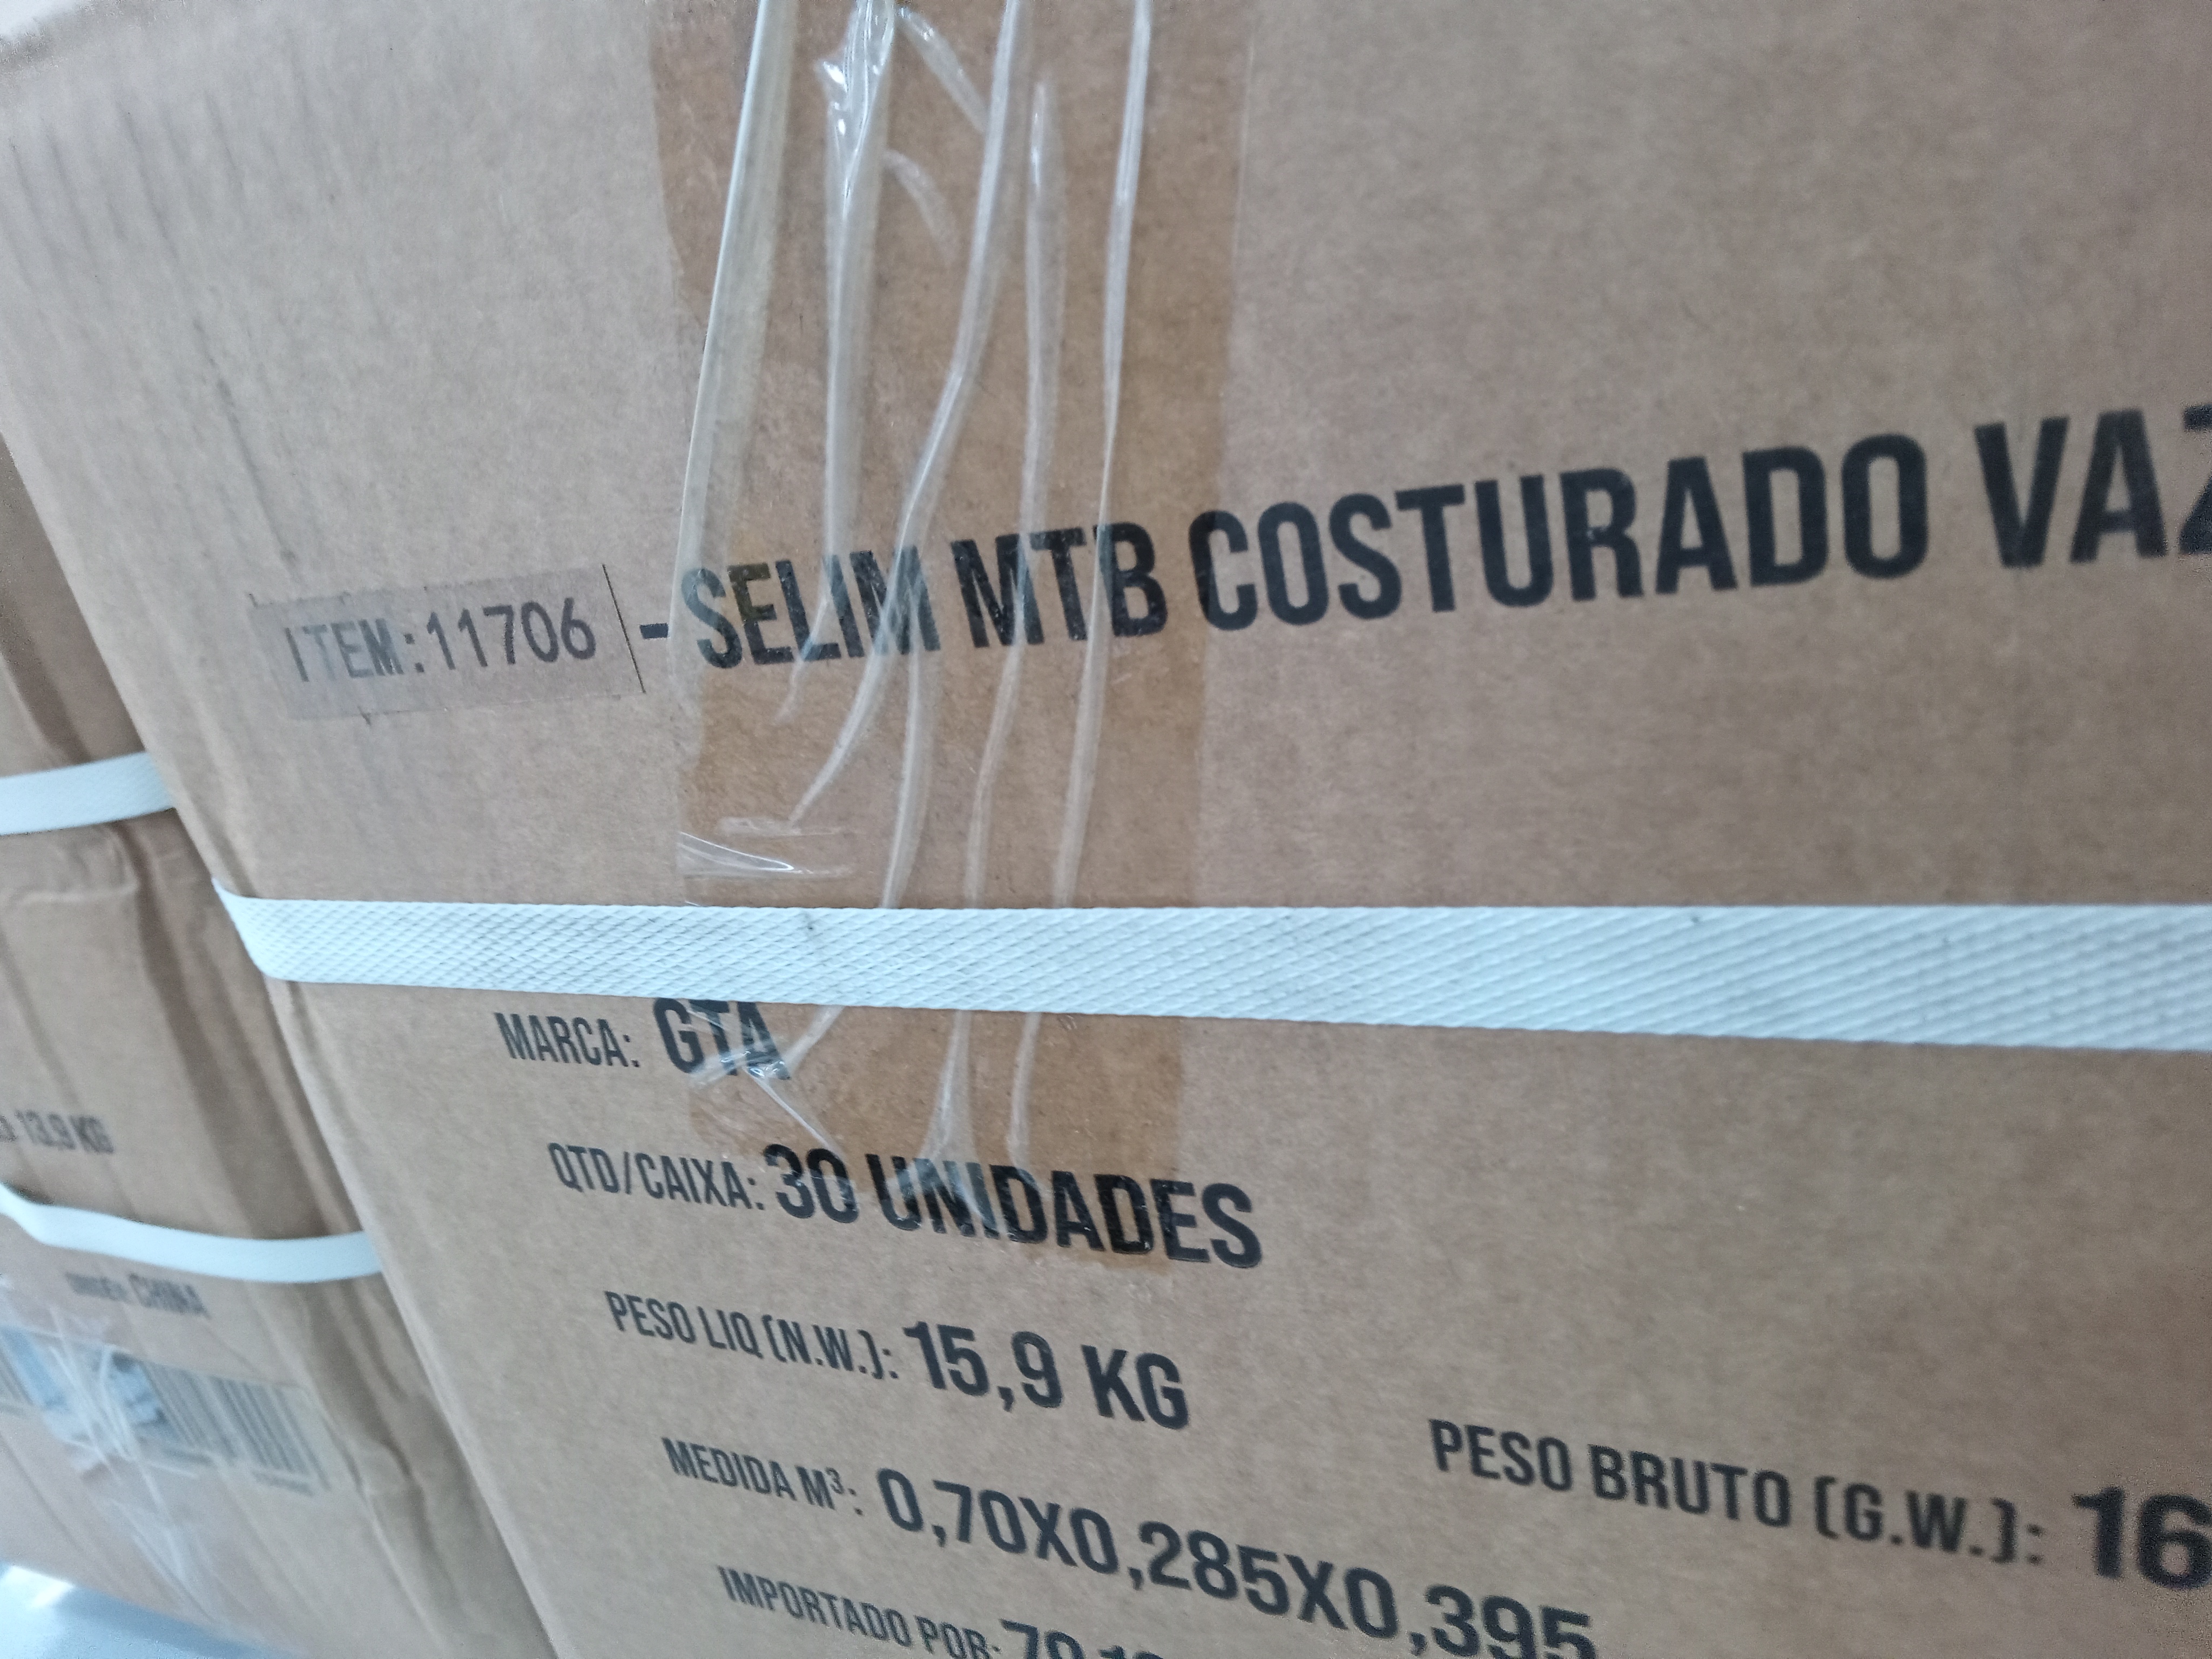 ITEM:11706 - SELIM MTB COSTURADO
MARCA: GTA
QTD/CAIXA: 30 UNIDADES
PESO LIQ (N.W.): 15,9 KG
PESO BRUTO (G.W.): 16
MEDIDA M³: 0,70X0,285X0,395
IMPORTADO POR:
13,9 KG
CHINA